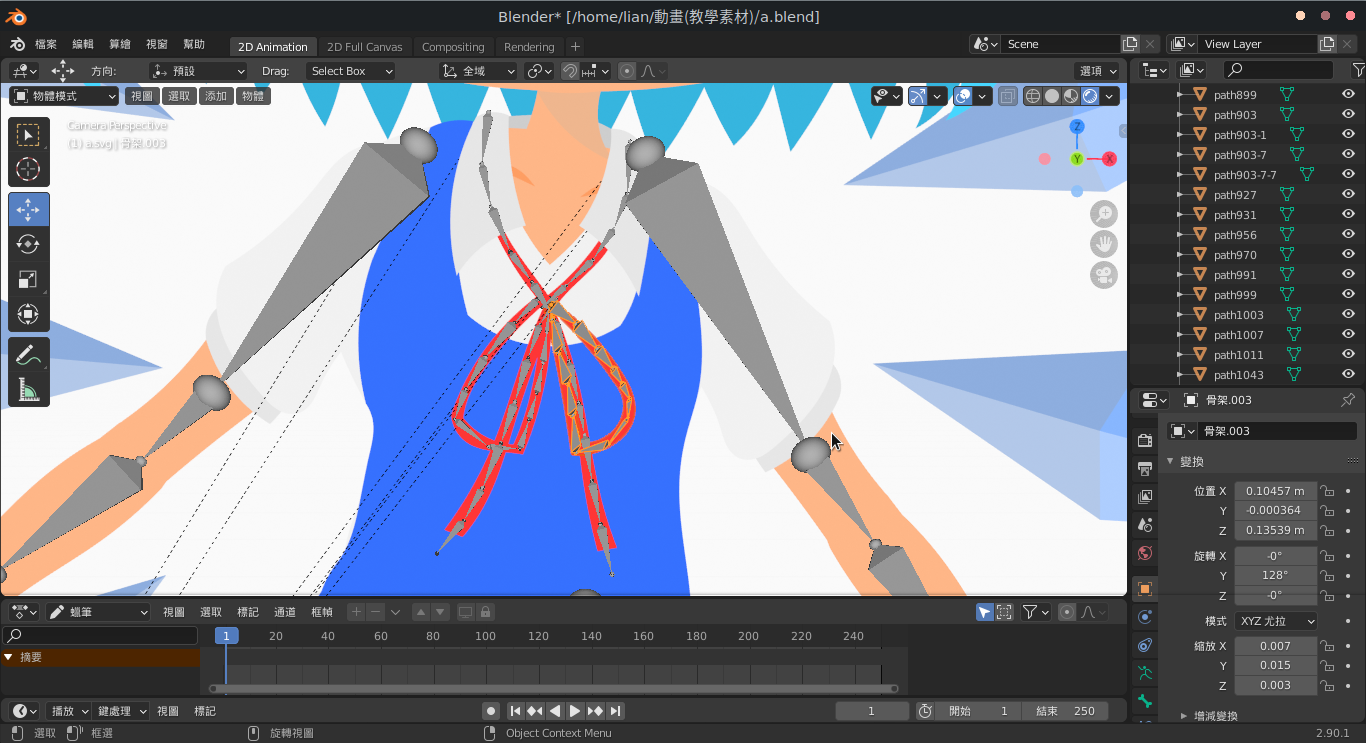 Blender* [/home/lian/動畫(教學素材)/a.blend]
檔案 編輯 算繪 視窗 幫助 2D Animation 2D Full Canvas Compositing Rendering + Scene View Layer
方向: 預設 Drag: Select Box 全域 選項
物體模式 視圖 選取 添加 物體
Camera Perspective
(1) a.svg | 骨架.003
Z
Y X
path899
path903
path903-1
path903-7
path903-7-7
path927
path931
path956
path970
path991
path999
path1003
path1007
path1011
path1043
骨架.003
骨架.003
變換
位置 X 0.10457 m
Y -0.000364
Z 0.13539 m
旋轉 X -0°
Y 128°
Z -0°
模式 XYZ 尤拉
縮放 X 0.007
Y 0.015
Z 0.003
增減變換
蠟筆 視圖 選取 標記 通道 框幀
1 20 40 60 80 100 120 140 160 180 200 220 240
摘要
播放 鍵處理 視圖 標記 1 開始 1 結束 250
選取 框選 旋轉視圖 Object Context Menu 2.90.1